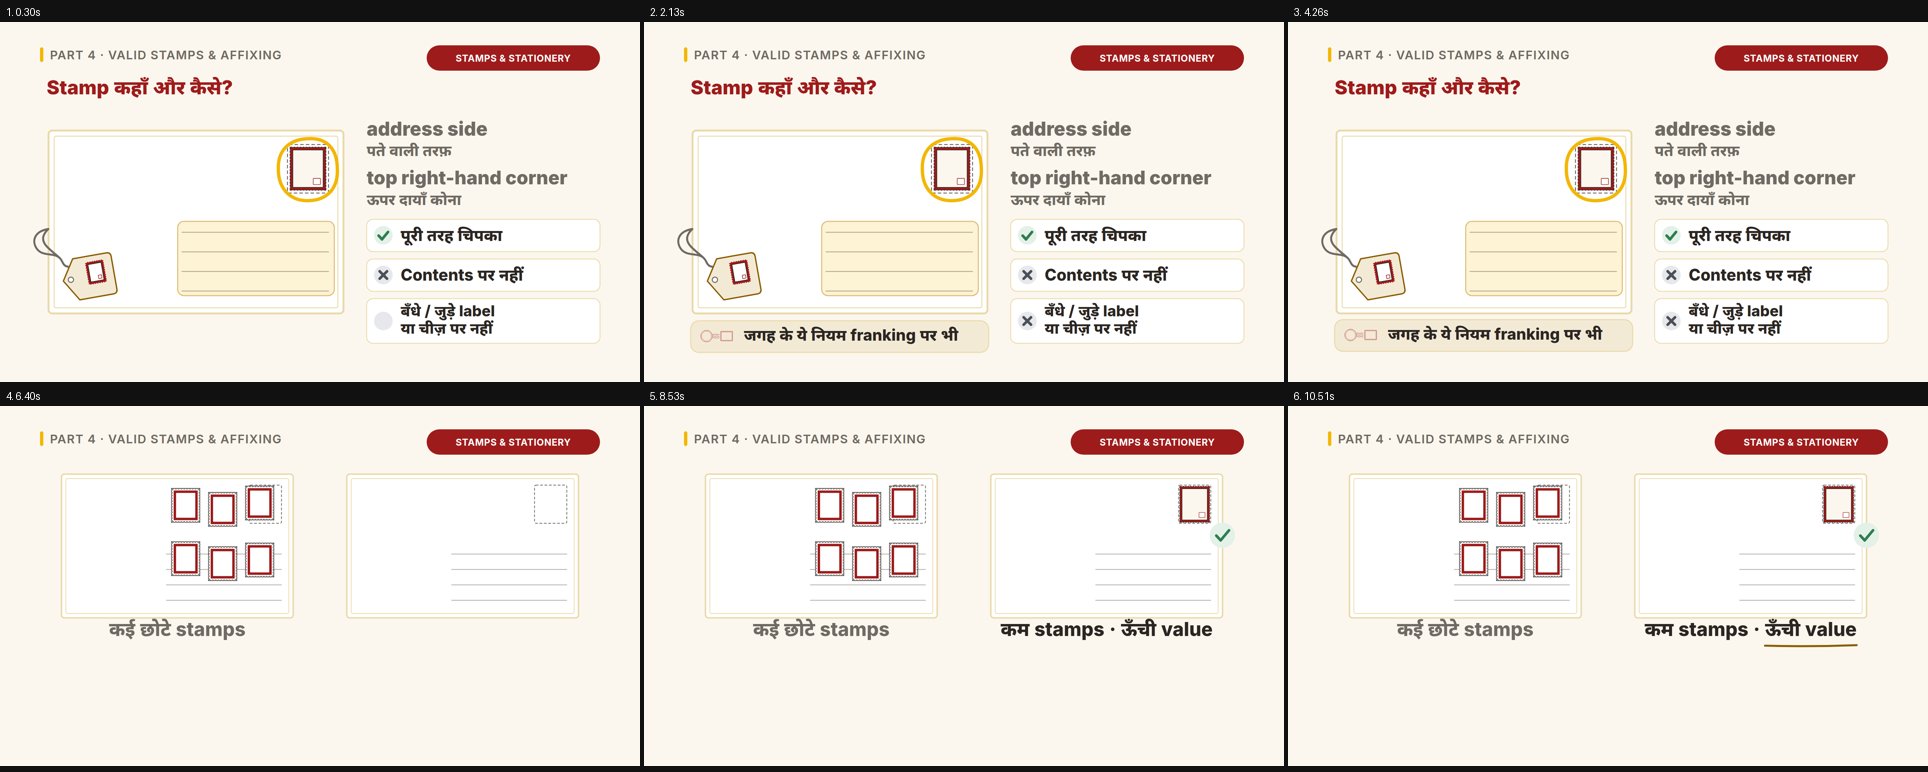 1. 0.30s
PART 4 · VALID STAMPS & AFFIXING
STAMPS & STATIONERY
Stamp कहाँ और कैसे?
address side
पते वाली तरफ़
top right-hand corner
ऊपर दायाँ कोना
पूरी तरह चिपका
Contents पर नहीं
बँधे / जुड़े label
या चीज़ पर नहीं
2. 2.13s
PART 4 · VALID STAMPS & AFFIXING
STAMPS & STATIONERY
Stamp कहाँ और कैसे?
address side
पते वाली तरफ़
top right-hand corner
ऊपर दायाँ कोना
पूरी तरह चिपका
Contents पर नहीं
बँधे / जुड़े label
या चीज़ पर नहीं
जगह के ये नियम franking पर भी
3. 4.26s
PART 4 · VALID STAMPS & AFFIXING
STAMPS & STATIONERY
Stamp कहाँ और कैसे?
address side
पते वाली तरफ़
top right-hand corner
ऊपर दायाँ कोना
पूरी तरह चिपका
Contents पर नहीं
बँधे / जुड़े label
या चीज़ पर नहीं
जगह के ये नियम franking पर भी
4. 6.40s
PART 4 · VALID STAMPS & AFFIXING
STAMPS & STATIONERY
कई छोटे stamps
5. 8.53s
PART 4 · VALID STAMPS & AFFIXING
STAMPS & STATIONERY
कई छोटे stamps
कम stamps · ऊँची value
6. 10.51s
PART 4 · VALID STAMPS & AFFIXING
STAMPS & STATIONERY
कई छोटे stamps
कम stamps · ऊँची value